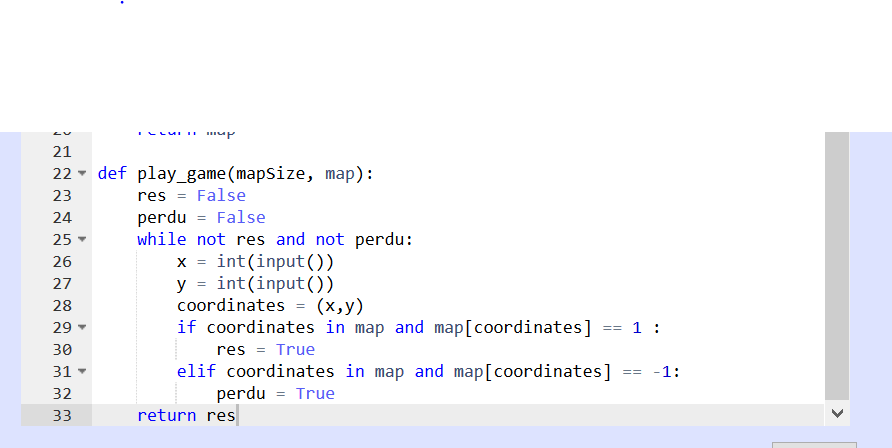 21
22 def play_game(mapSize, map):
23 res = False
24 perdu = False
25 while not res and not perdu:
26 x = int(input())
27 y = int(input())
28 coordinates = (x,y)
29 if coordinates in map and map[coordinates] == 1 :
30 res = True
31 elif coordinates in map and map[coordinates] == -1:
32 perdu = True
33 return res